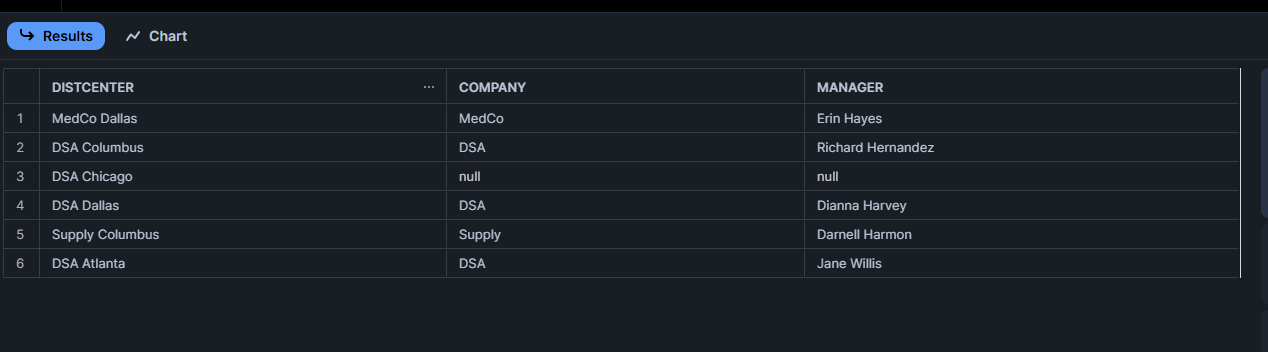 Results Chart
DISTCENTER ... COMPANY MANAGER
1 MedCo Dallas MedCo Erin Hayes
2 DSA Columbus DSA Richard Hernandez
3 DSA Chicago null null
4 DSA Dallas DSA Dianna Harvey
5 Supply Columbus Supply Darnell Harmon
6 DSA Atlanta DSA Jane Willis